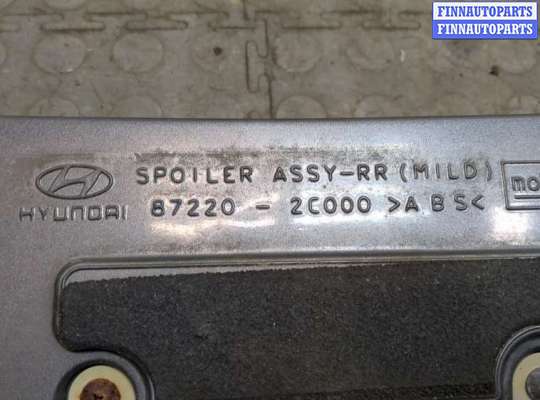 FINNAUTOPARTS
FINNAUTOPARTS
SPOILER ASSY-RR (MILD)
HYUNDAI 87220 - 2C000 >ABS<